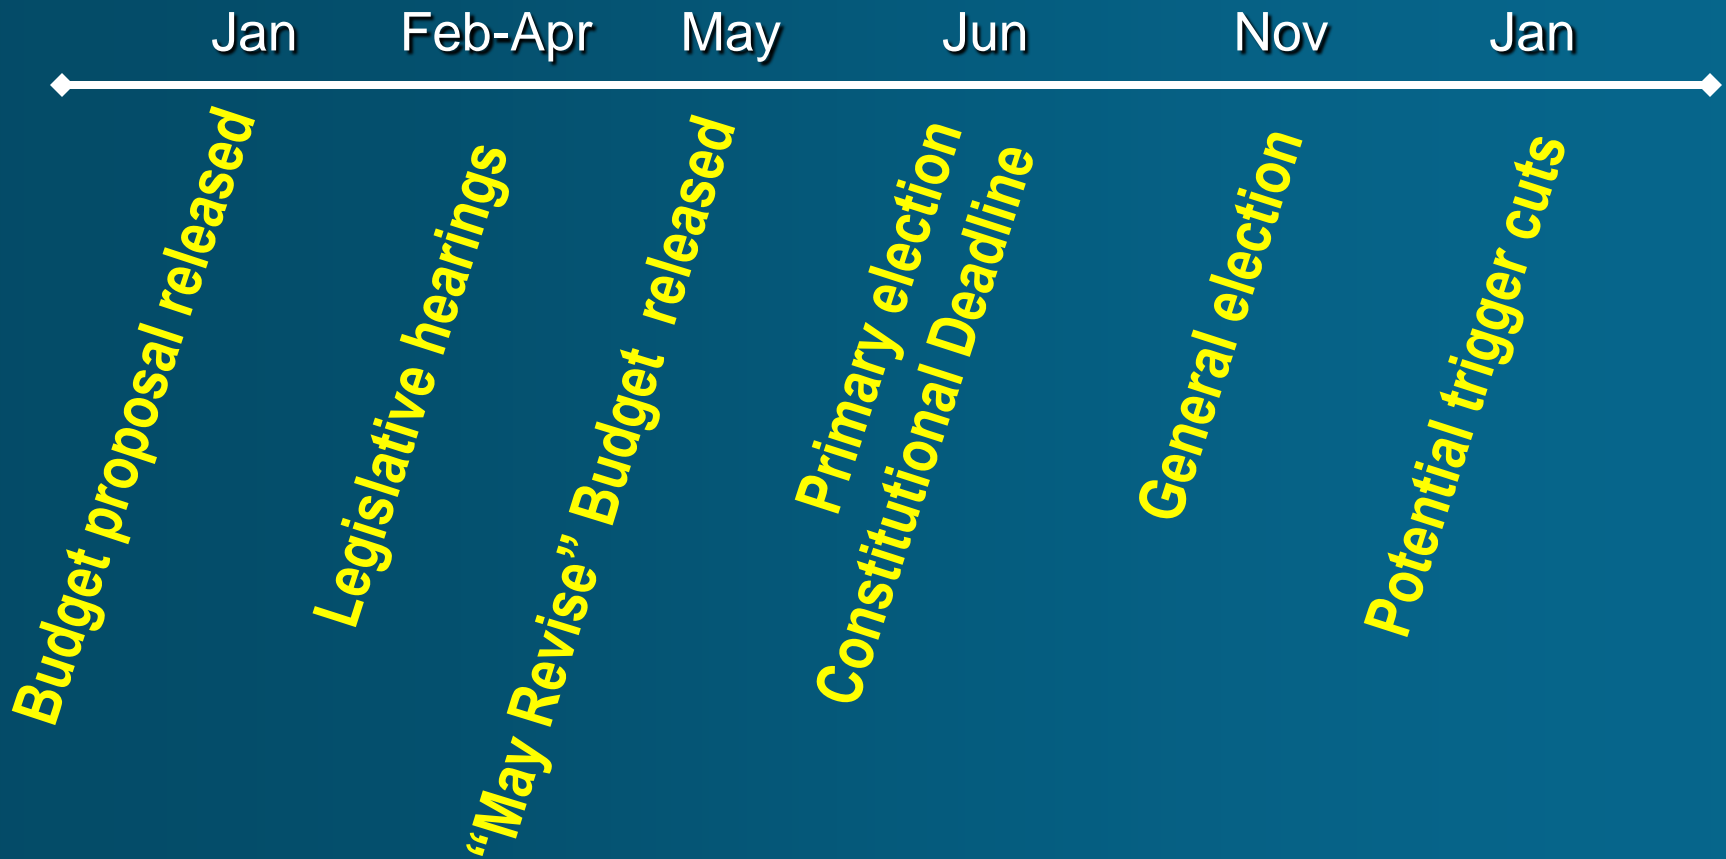 Jan
Feb-Apr
May
Jun
Nov
Jan
Budget proposal released
Legislative hearings
“May Revise” Budget  released
Primary election
Constitutional Deadline
General election
Potential trigger cuts